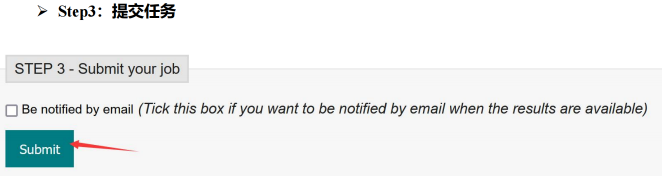 ➢ Step3：提交任务
STEP 3 - Submit your job
Be notified by email (Tick this box if you want to be notified by email when the results are available)
Submit